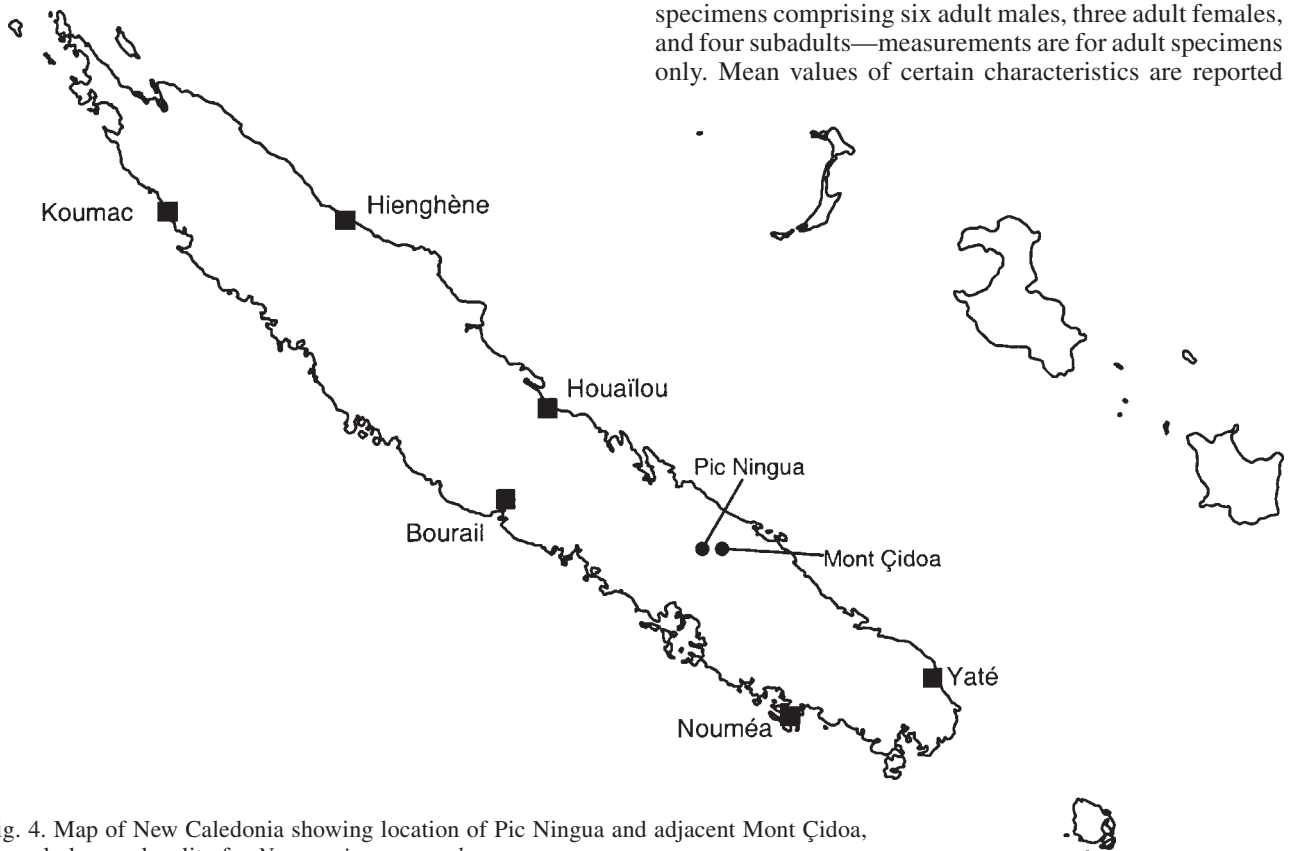 specimens comprising six adult males, three adult females,
and four subadults—measurements are for adult specimens
only. Mean values of certain characteristics are reported
Koumac
Hienghène
Houaïlou
Pic Ningua
Bourail
Mont Çidoa
Yaté
Nouméa
ig. 4. Map of New Caledonia showing location of Pic Ningua and adjacent Mont Çidoa,